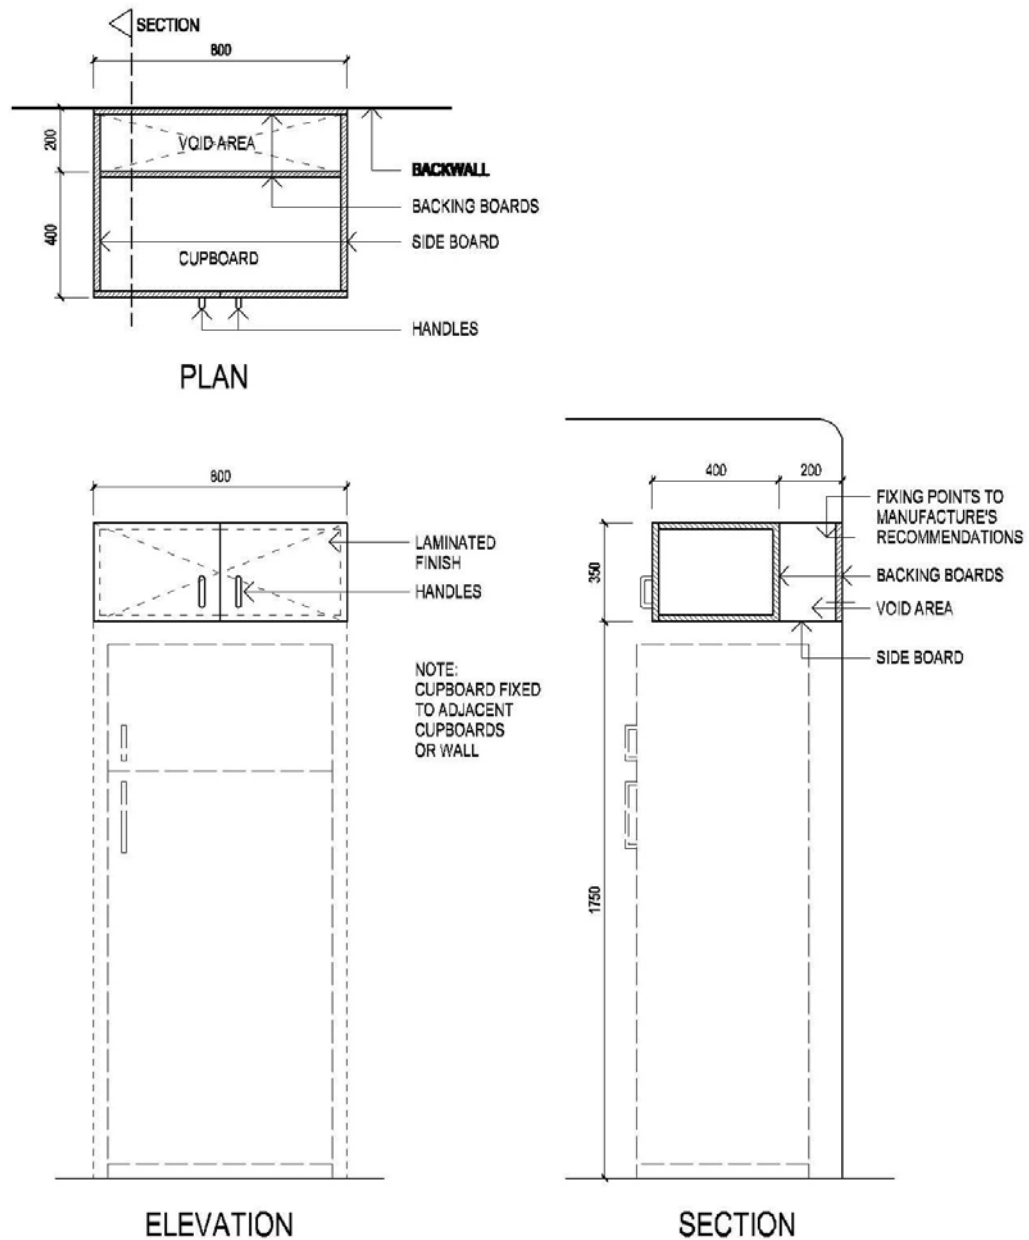 SECTION
800
200
VOID AREA
BACKWALL
BACKING BOARDS
400
SIDE BOARD
CUPBOARD
HANDLES
PLAN
800
LAMINATED
FINISH
HANDLES
NOTE:
CUPBOARD FIXED
TO ADJACENT
CUPBOARDS
OR WALL
ELEVATION
400
200
FIXING POINTS TO
MANUFACTURE'S
RECOMMENDATIONS
350
BACKING BOARDS
VOID AREA
SIDE BOARD
1750
SECTION